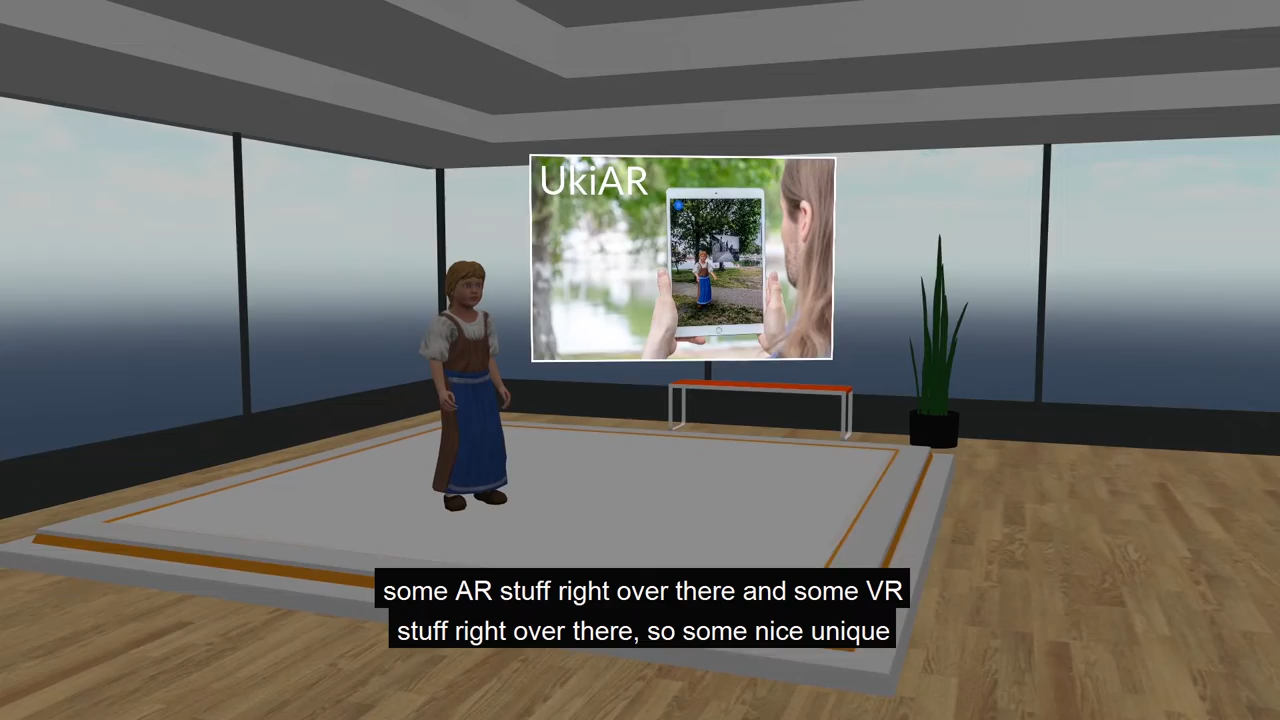 UkiAR
some AR stuff right over there and some VR
stuff right over there, so some nice unique